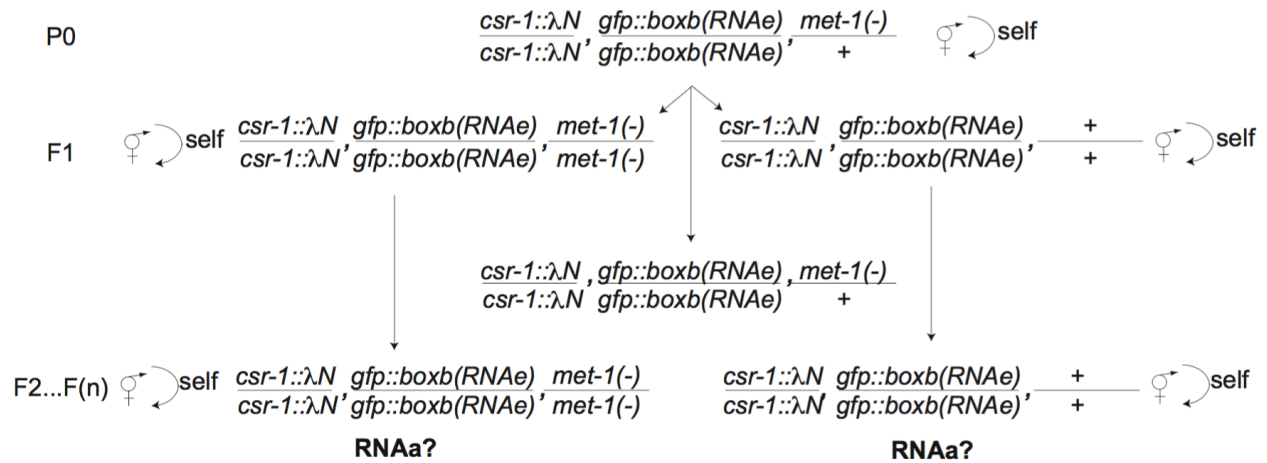 P0
csr-1::λN gfp::boxb(RNAe) met-1(-)
csr-1::λN , gfp::boxb(RNAe) , +
self
F1
self csr-1::λN gfp::boxb(RNAe) met-1(-)
csr-1::λN , gfp::boxb(RNAe) , met-1(-)
csr-1::λN gfp::boxb(RNAe) +
csr-1::λN , gfp::boxb(RNAe) , +
self
csr-1::λN , gfp::boxb(RNAe) , met-1(-)
csr-1::λN gfp::boxb(RNAe) +
F2...F(n)
self csr-1::λN gfp::boxb(RNAe) met-1(-)
csr-1::λN , gfp::boxb(RNAe) , met-1(-)
RNAa?
csr-1::λN gfp::boxb(RNAe) +
csr-1::λN , gfp::boxb(RNAe) , +
self
RNAa?